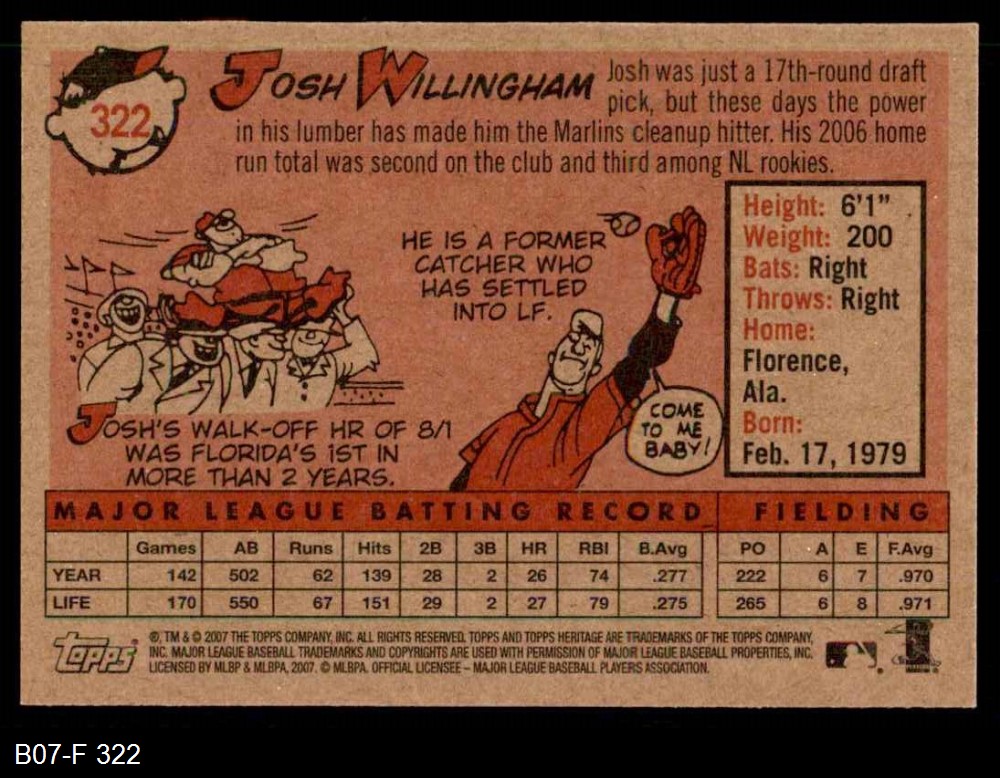 322
JOSH WILLINGHAM
Josh was just a 17th-round draft
pick, but these days the power
in his lumber has made him the Marlins cleanup hitter. His 2006 home
run total was second on the club and third among NL rookies.
HE IS A FORMER
CATCHER WHO
HAS SETTLED
INTO LF.
COME
TO ME
BABY!
JOSH'S WALK-OFF HR OF 8/1
WAS FLORIDA'S 1ST IN
MORE THAN 2 YEARS.
Height: 6'1"
Weight: 200
Bats: Right
Throws: Right
Home:
Florence,
Ala.
Born:
Feb. 17, 1979
MAJOR LEAGUE BATTING RECORD FIELDING
Games AB Runs Hits 2B 3B HR RBI B.Avg PO A E F.Avg
YEAR 142 502 62 139 28 2 26 74 .277 222 6 7 .970
LIFE 170 550 67 151 29 2 27 79 .275 265 6 8 .971
Topps
®, TM & © 2007 THE TOPPS COMPANY, INC. ALL RIGHTS RESERVED. TOPPS AND TOPPS HERITAGE ARE TRADEMARKS OF THE TOPPS COMPANY,
INC. MAJOR LEAGUE BASEBALL TRADEMARKS AND COPYRIGHTS ARE USED WITH PERMISSION OF MAJOR LEAGUE BASEBALL PROPERTIES, INC.
LICENSED BY MLBP & MLBPA, 2007. © MLBPA. OFFICIAL LICENSEE – MAJOR LEAGUE BASEBALL PLAYERS ASSOCIATION.
B07-F 322